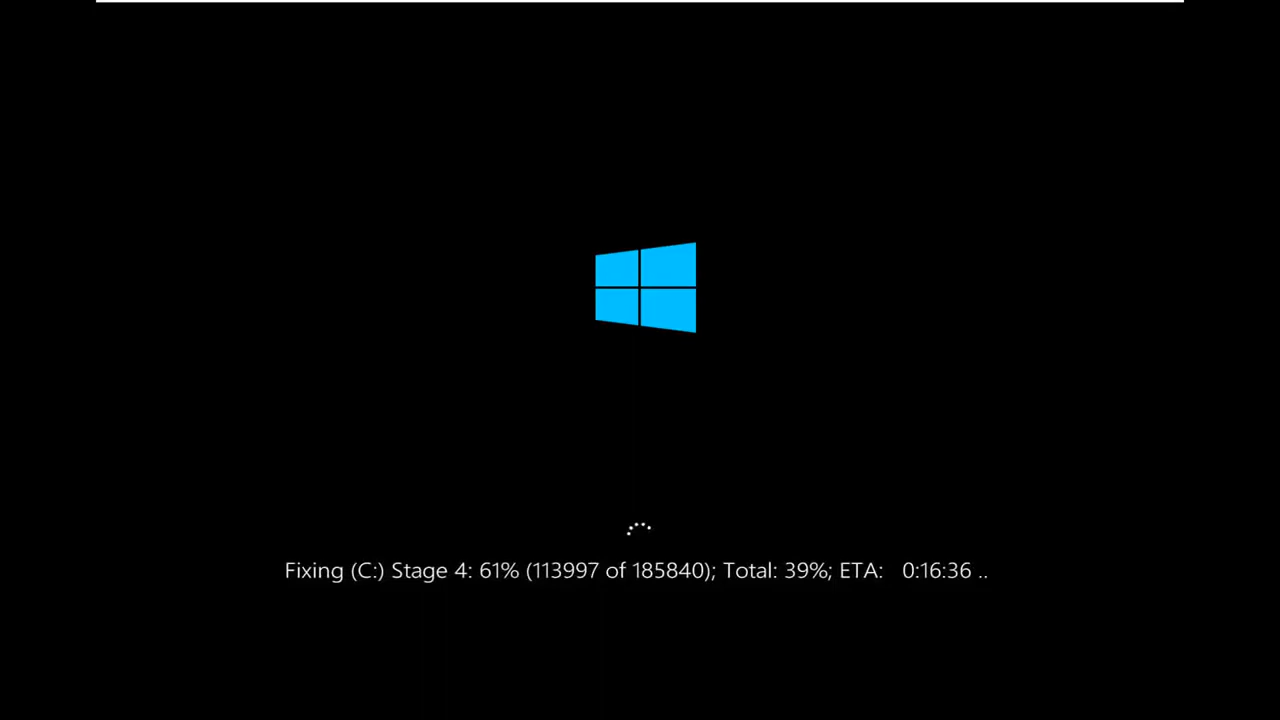 Fixing (C:) Stage 4: 61% (113997 of 185840); Total: 39%; ETA:   0:16:36 ..